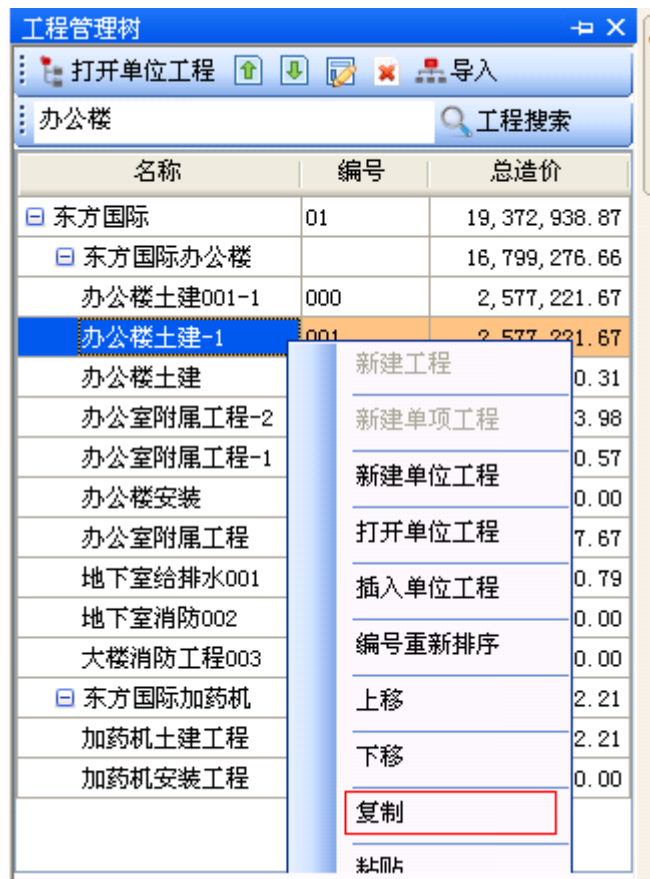 工程管理树
打开单位工程 导入
办公楼 工程搜索
名称 编号 总造价
东方国际 01 19,372,938.87
东方国际办公楼 16,799,276.66
办公楼土建001-1 000 2,577,221.67
办公楼土建-1 001 2,577,221.67
新建工程
办公楼土建 0.31
办公室附属工程-2 新建单项工程 3.98
办公室附属工程-1 0.57
新建单位工程
办公楼安装 0.00
办公室附属工程 打开单位工程 7.67
地下室给排水001 插入单位工程 0.79
地下室消防002 0.00
编号重新排序
大楼消防工程003 0.00
东方国际加药机 上移 2.21
加药机土建工程 2.21
下移
加药机安装工程 0.00
复制
粘贴